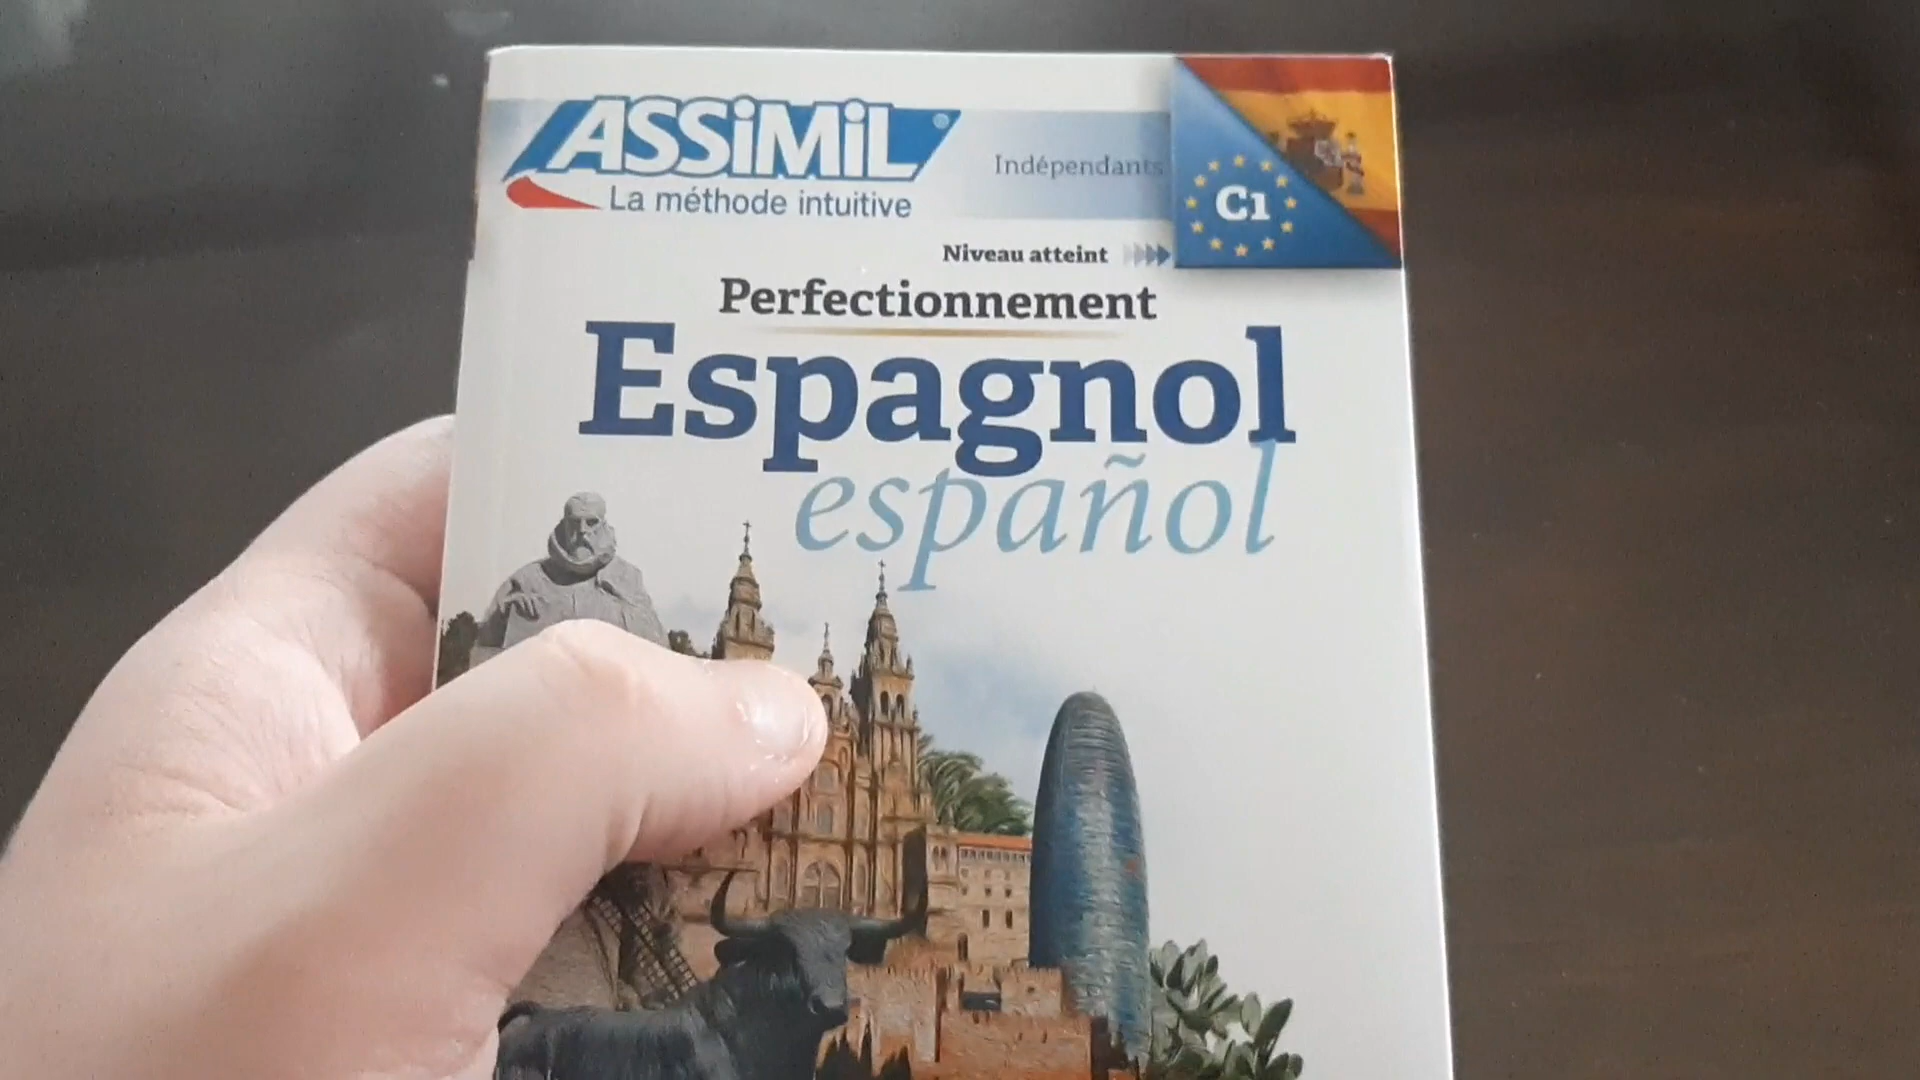 ASSiMiL®
La méthode intuitive
Indépendants
C1
Niveau atteint
Perfectionnement
Espagnol
español